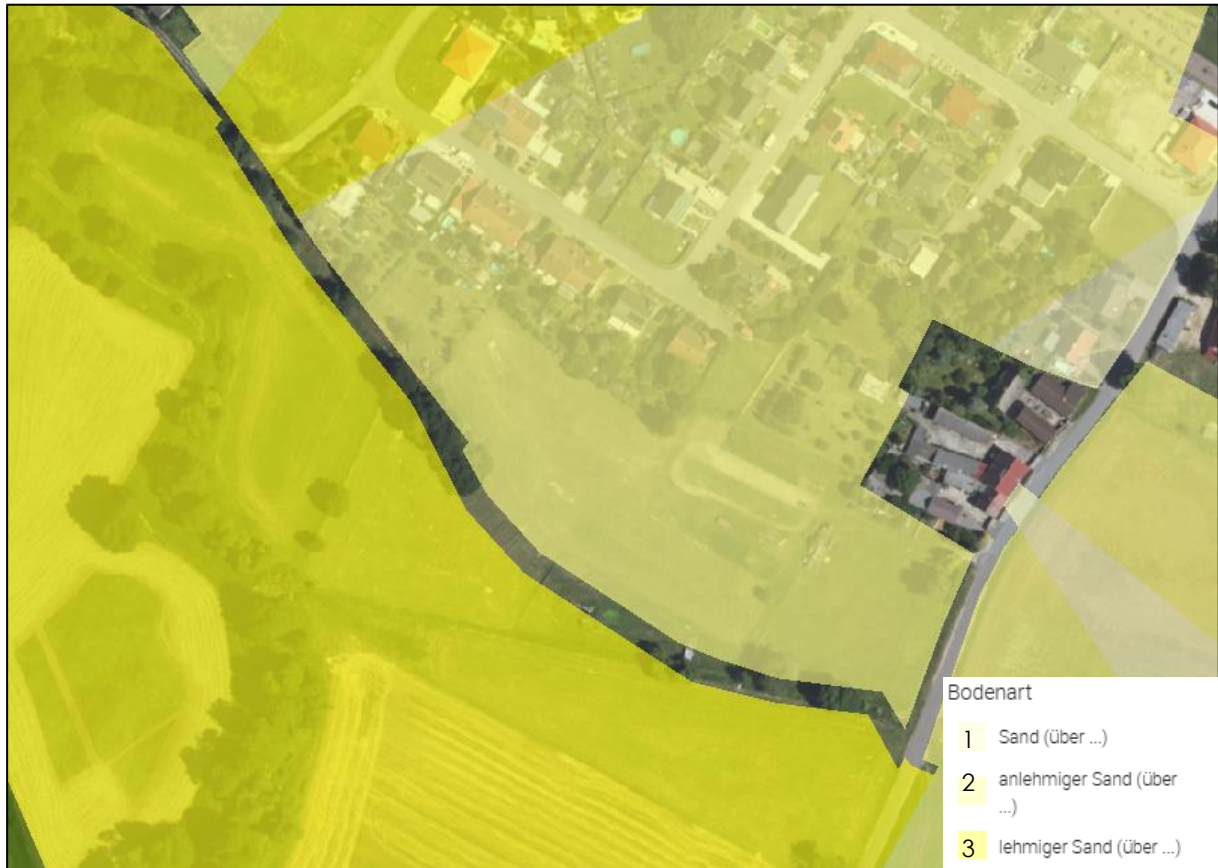 Bodenart
1 Sand (über ...)
2 anlehmiger Sand (über
...)
3 lehmiger Sand (über ...)